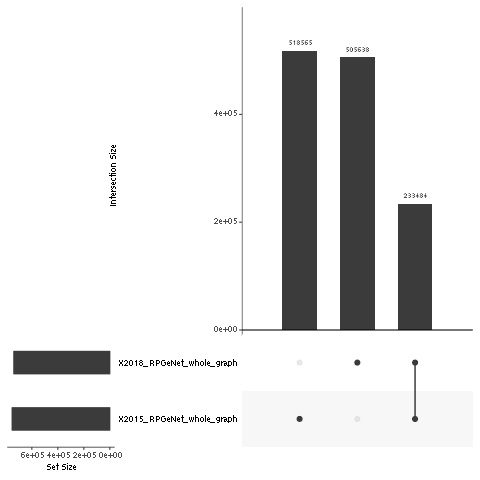 518565
505638
4e+05
Intersection Size
233484
2e+05
0e+00
X2018_RPGeNet_whole_graph
X2015_RPGeNet_whole_graph
6e+05 4e+05 2e+05 0e+00
Set Size